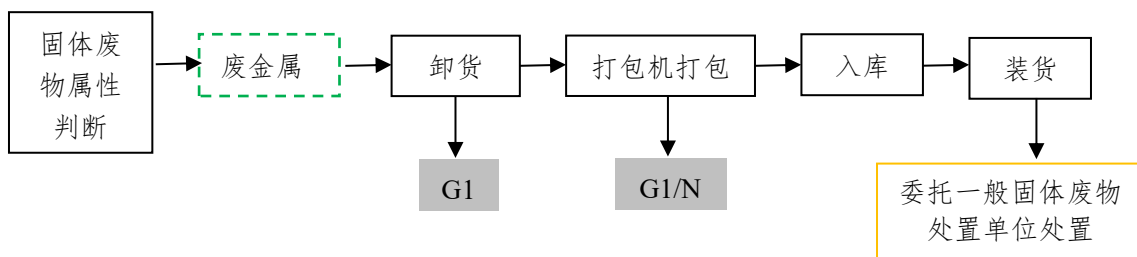 固体废
物属性
判断
废金属
卸货
打包机打包
入库
装货
G1
G1/N
委托一般固体废物
处置单位处置